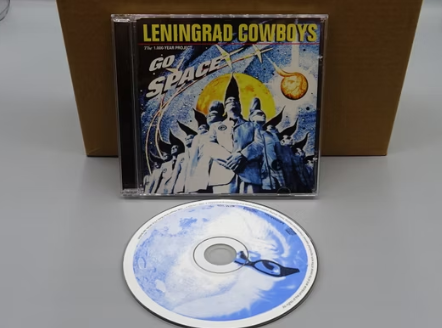 LENINGRAD COWBOYS
The 1.000 YEAR PROJECT
GO
SPACE